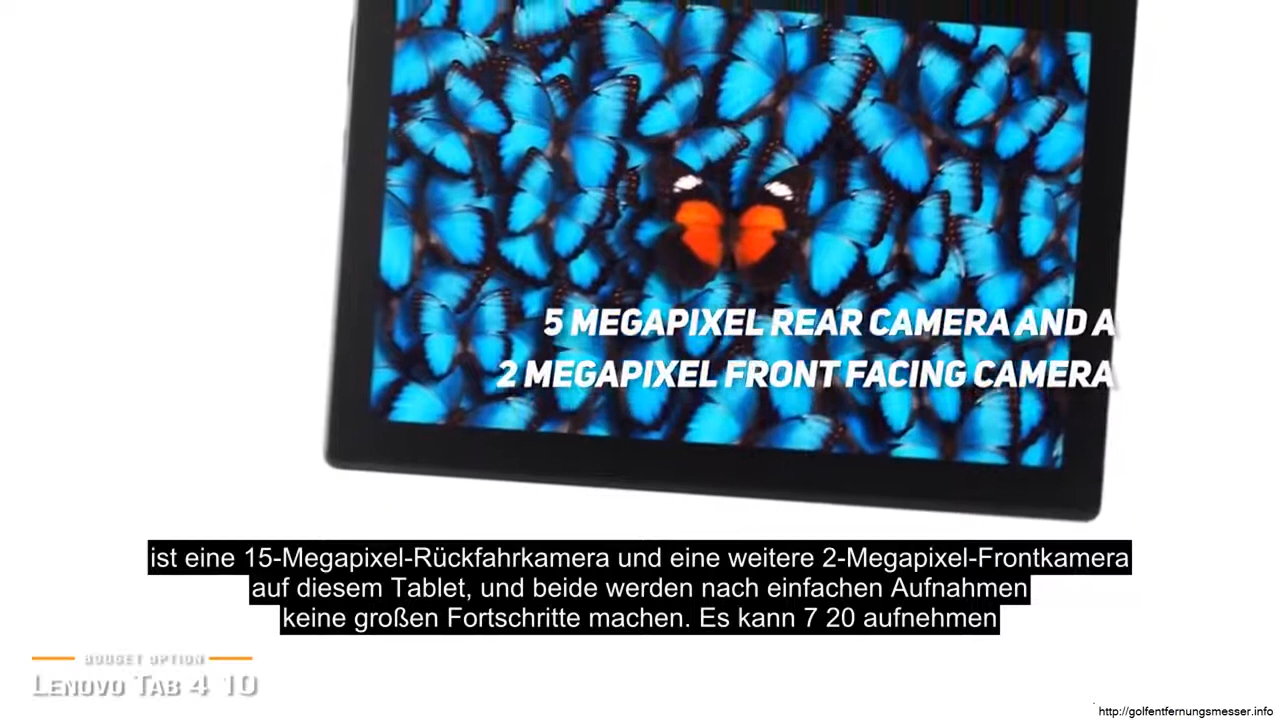 5 MEGAPIXEL REAR CAMERA AND A
2 MEGAPIXEL FRONT FACING CAMERA
ist eine 15-Megapixel-Rückfahrkamera und eine weitere 2-Megapixel-Frontkamera
auf diesem Tablet, und beide werden nach einfachen Aufnahmen
keine großen Fortschritte machen. Es kann 7 20 aufnehmen
BUDGET OPTION
LENOVO TAB 4 10
http://golfentfernungsmesser.info